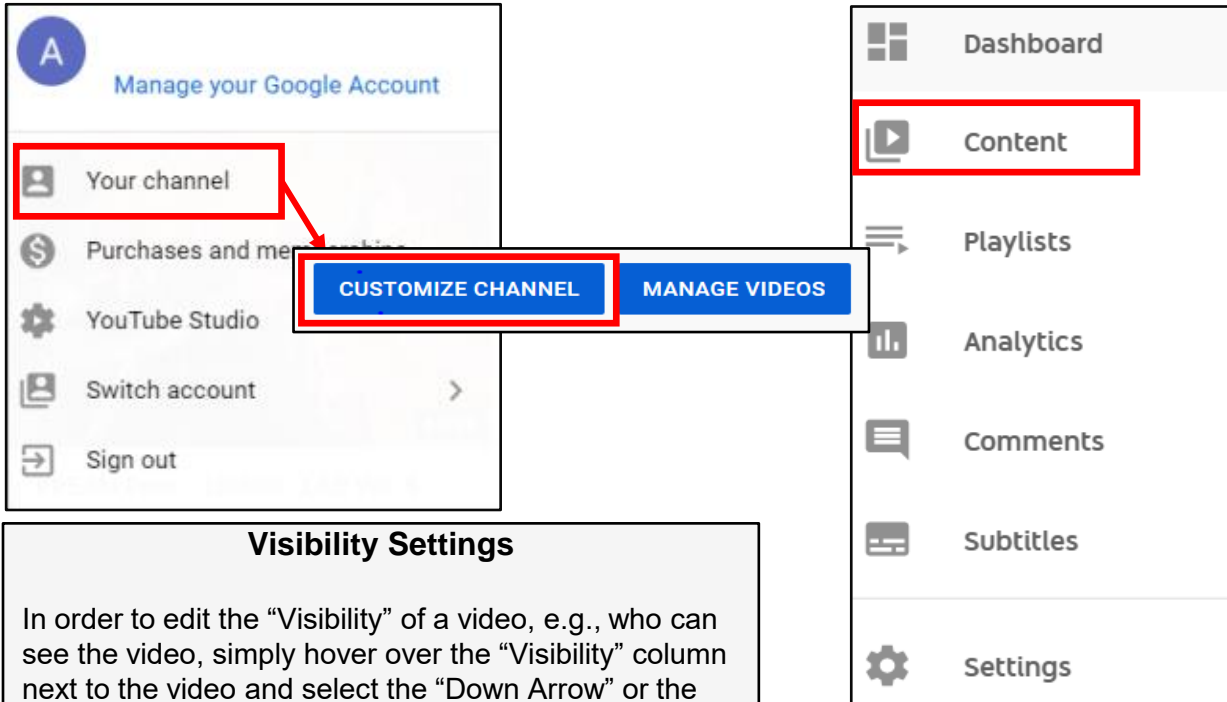 A
Manage your Google Account
Your channel
Purchases and
YouTube Studio
Switch account
Sign out
CUSTOMIZE CHANNEL
MANAGE VIDEOS
Visibility Settings
In order to edit the “Visibility” of a video, e.g., who can
see the video, simply hover over the “Visibility” column
next to the video and select the “Down Arrow” or the
Dashboard
Content
Playlists
Analytics
Comments
Subtitles
Settings